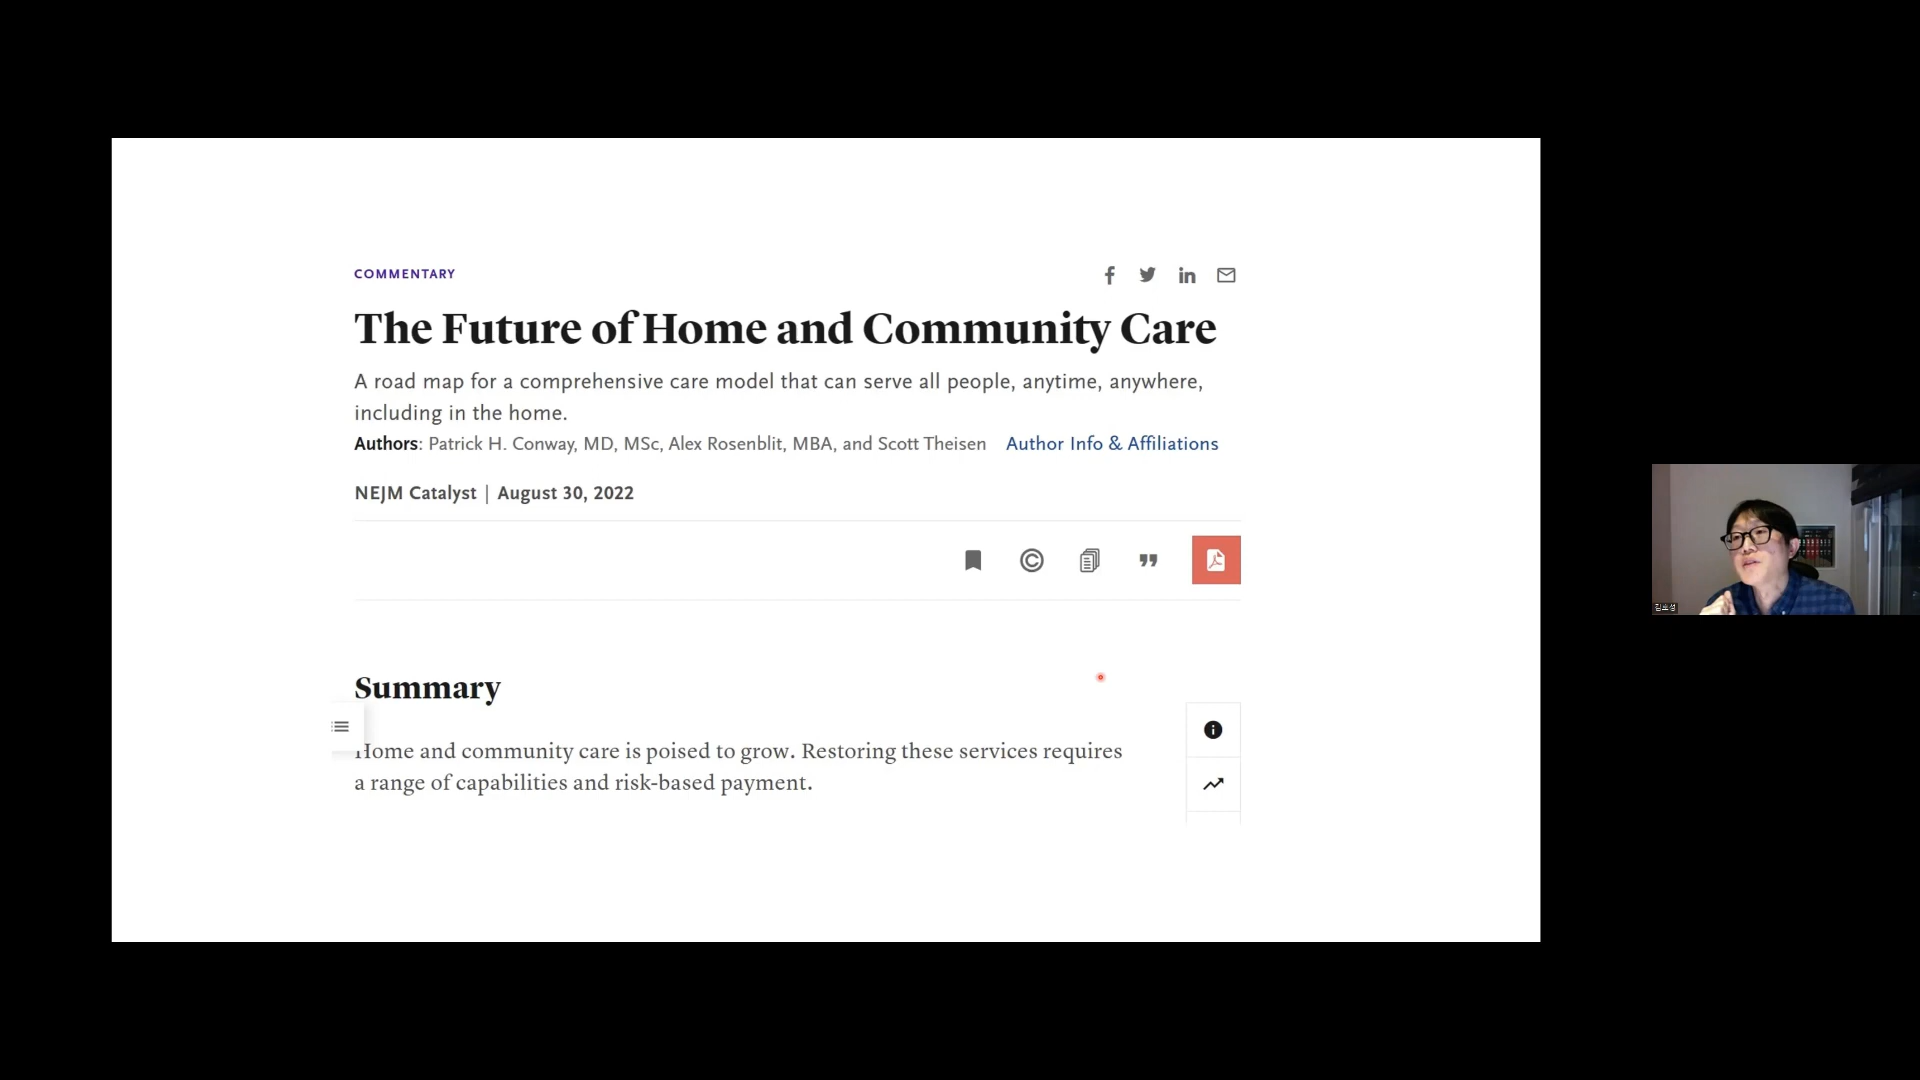 COMMENTARY
The Future of Home and Community Care
A road map for a comprehensive care model that can serve all people, anytime, anywhere,
including in the home.
Authors: Patrick H. Conway, MD, MSc, Alex Rosenblit, MBA, and Scott Theisen Author Info & Affiliations
NEJM Catalyst | August 30, 2022
Summary
Home and community care is poised to grow. Restoring these services requires
a range of capabilities and risk-based payment.